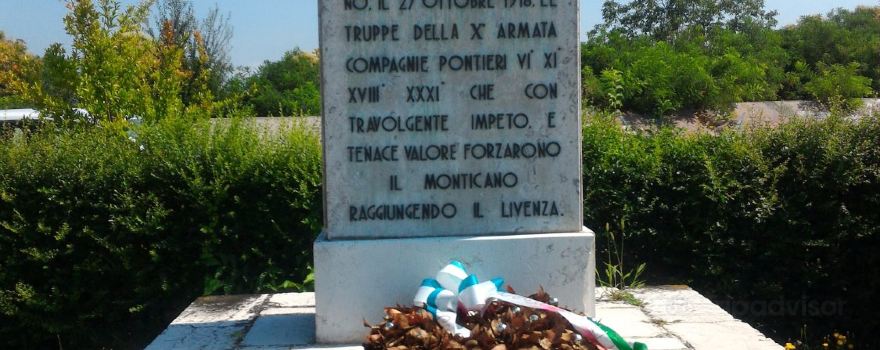 NO. IL 27 OTTOBRE 1918. LE
TRUPPE DELLA Xᴬ ARMATA
COMPAGNIE PONTIERI VIᴬ XIᴬ
XVIIIᴬ XXXIᴬ CHE CON
TRAVOLGENTE IMPETO. E
TENACE VALORE FORZARONO
IL MONTICANO
RAGGIUNGENDO IL LIVENZA.
tripadvisor